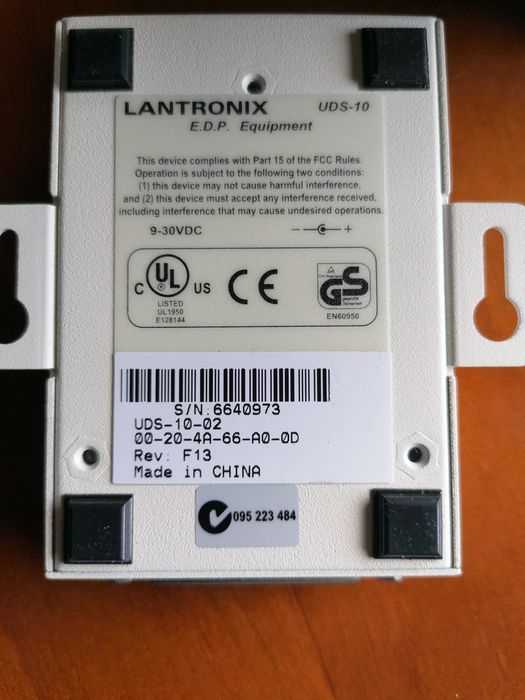 LANTRONIX UDS-10
E.D.P. Equipment
This device complies with Part 15 of the FCC Rules.
Operation is subject to the following two conditions:
(1) this device may not cause harmful interference,
and (2) this device must accept any interference received,
including interference that may cause undesired operations.
9-30VDC - +
C UL ® US
LISTED
UL1950
E128144
CE
GS
geprüfte
Sicherheit
EN60950
S/N:6640973
UDS-10-02
00-20-4A-66-A0-0D
Rev: F13
Made in CHINA
095 223 484